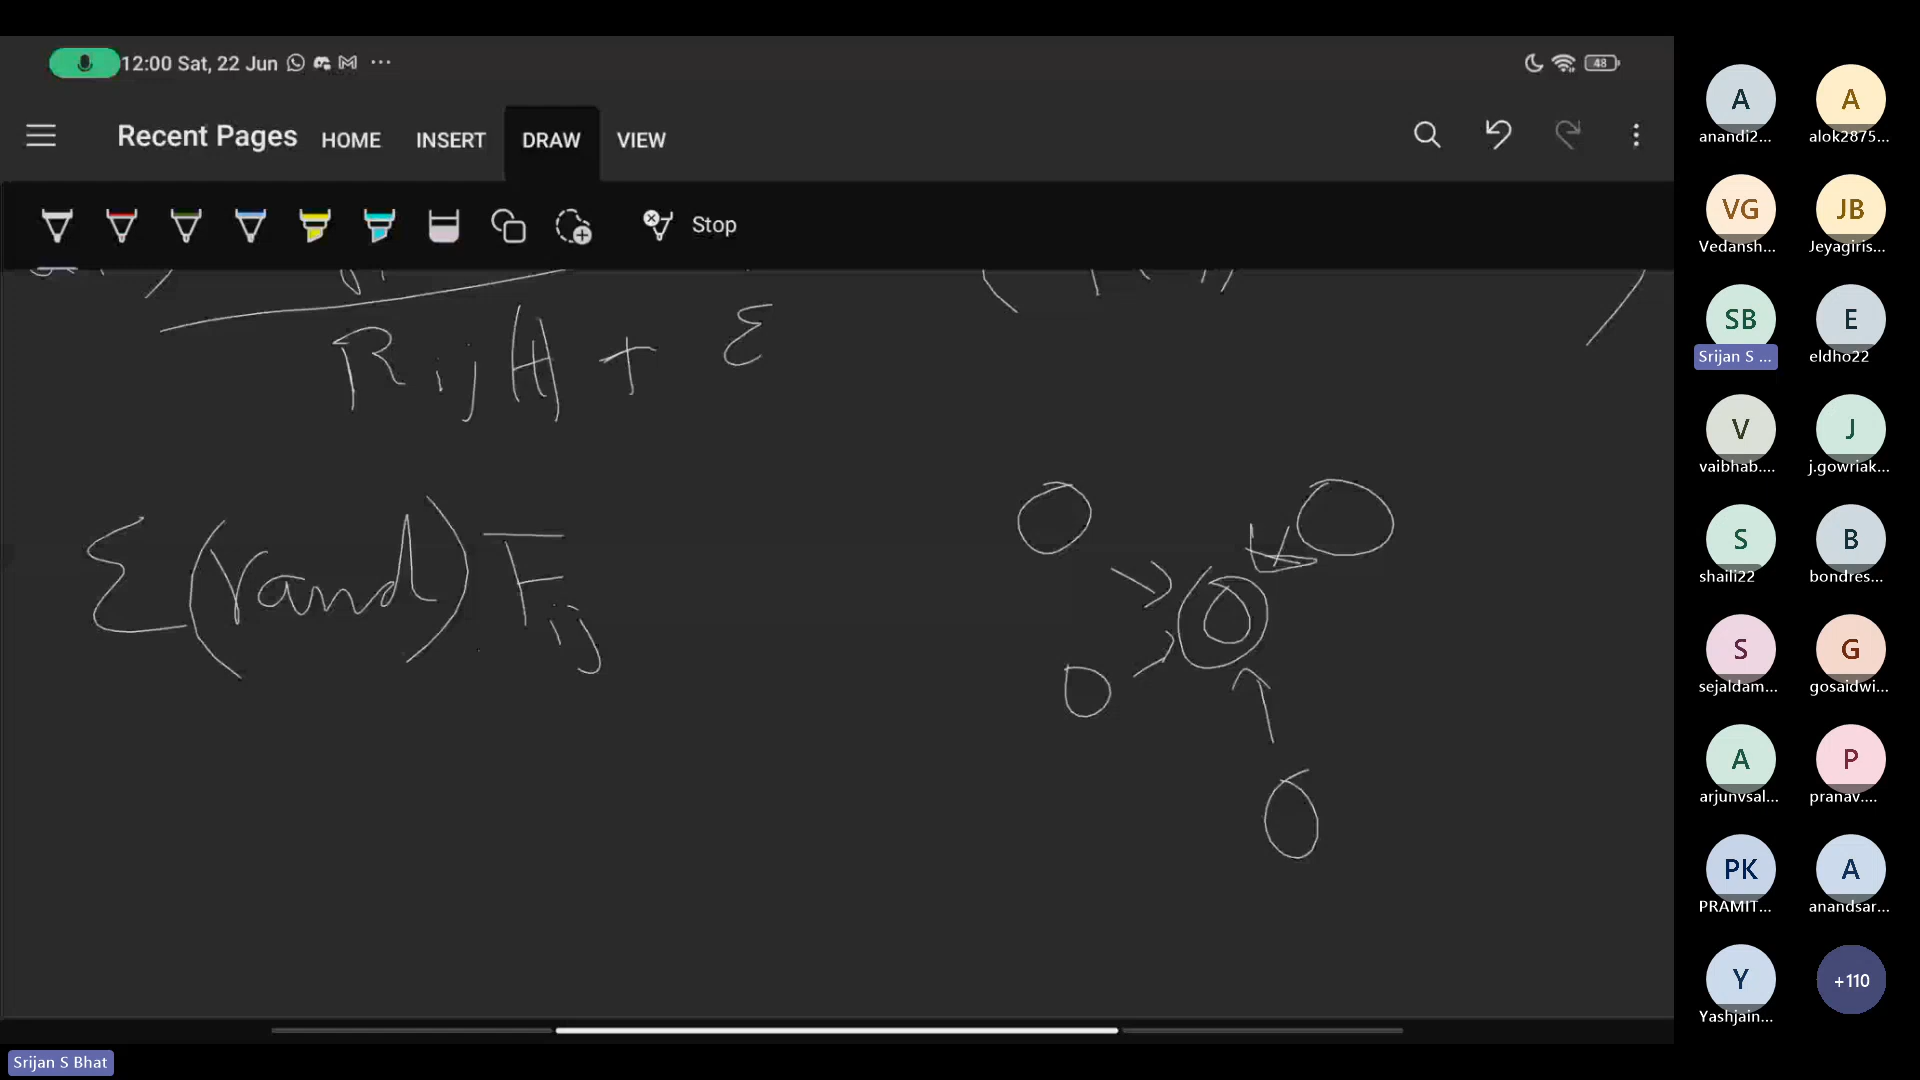 12:00 Sat, 22 Jun
48
Recent Pages HOME INSERT DRAW VIEW
Stop
Rij(t) + ε
Σ(rand) Fij
A A
anandi2... alok2875...
VG JB
Vedansh... Jeyagiris...
SB E
Srijan S ... eldho22
V J
vaibhab.... j.gowriak...
S B
shaili22 bondres...
S G
sejaldam... gosaidwi...
A P
arjunvsal... pranav....
PK A
PRAMIT... anandsar...
Y +110
Yashjain...
Srijan S Bhat